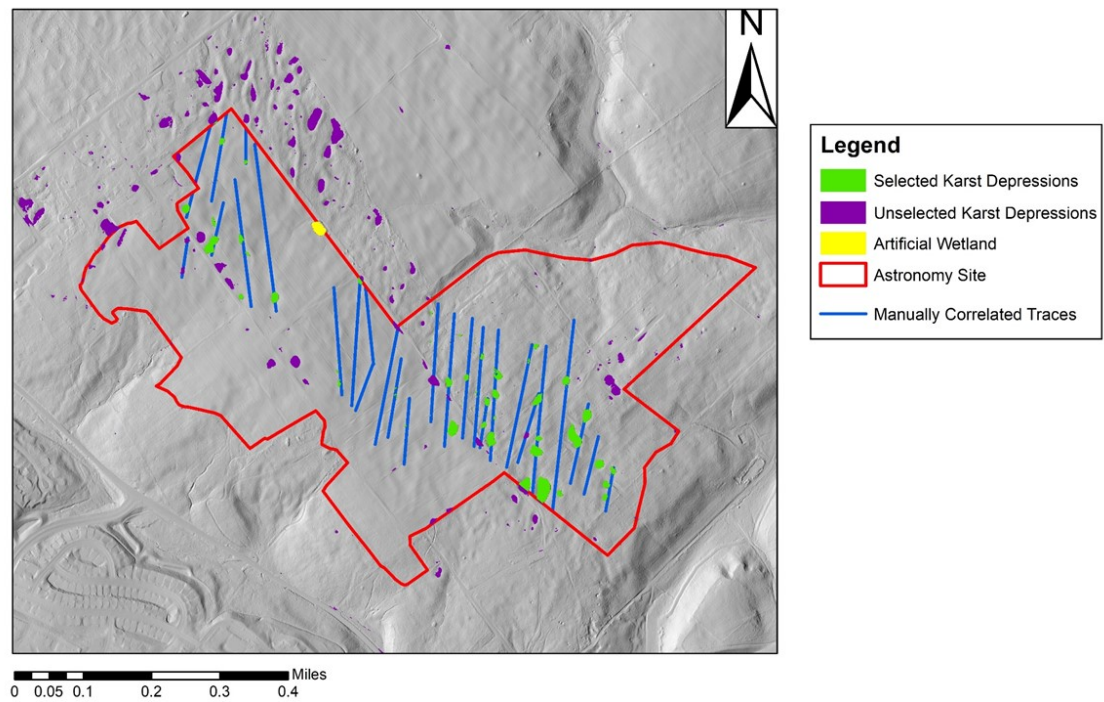 N
Legend
Selected Karst Depressions
Unselected Karst Depressions
Artificial Wetland
Astronomy Site
Manually Correlated Traces
Miles
0 0.05 0.1 0.2 0.3 0.4